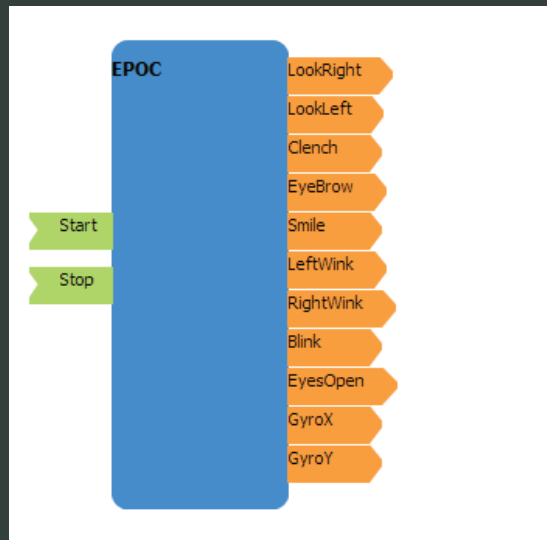 EPOC
Start
Stop
LookRight
LookLeft
Clench
EyeBrow
Smile
LeftWink
RightWink
Blink
EyesOpen
GyroX
GyroY